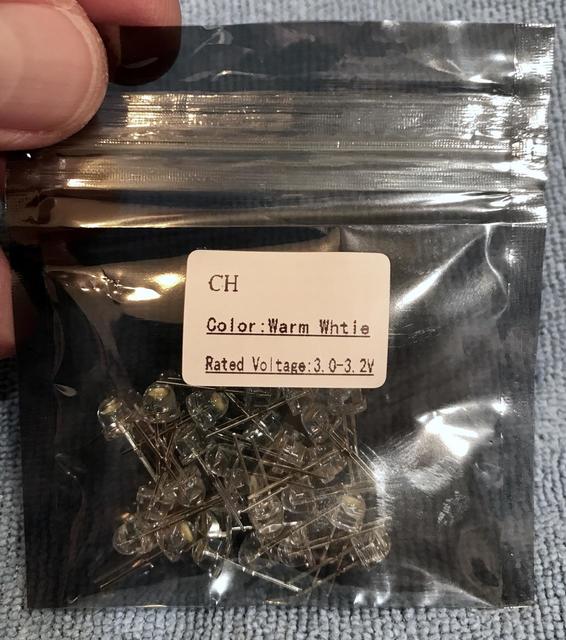 CH
Color:Warm Whtie
Rated Voltage:3.0-3.2V